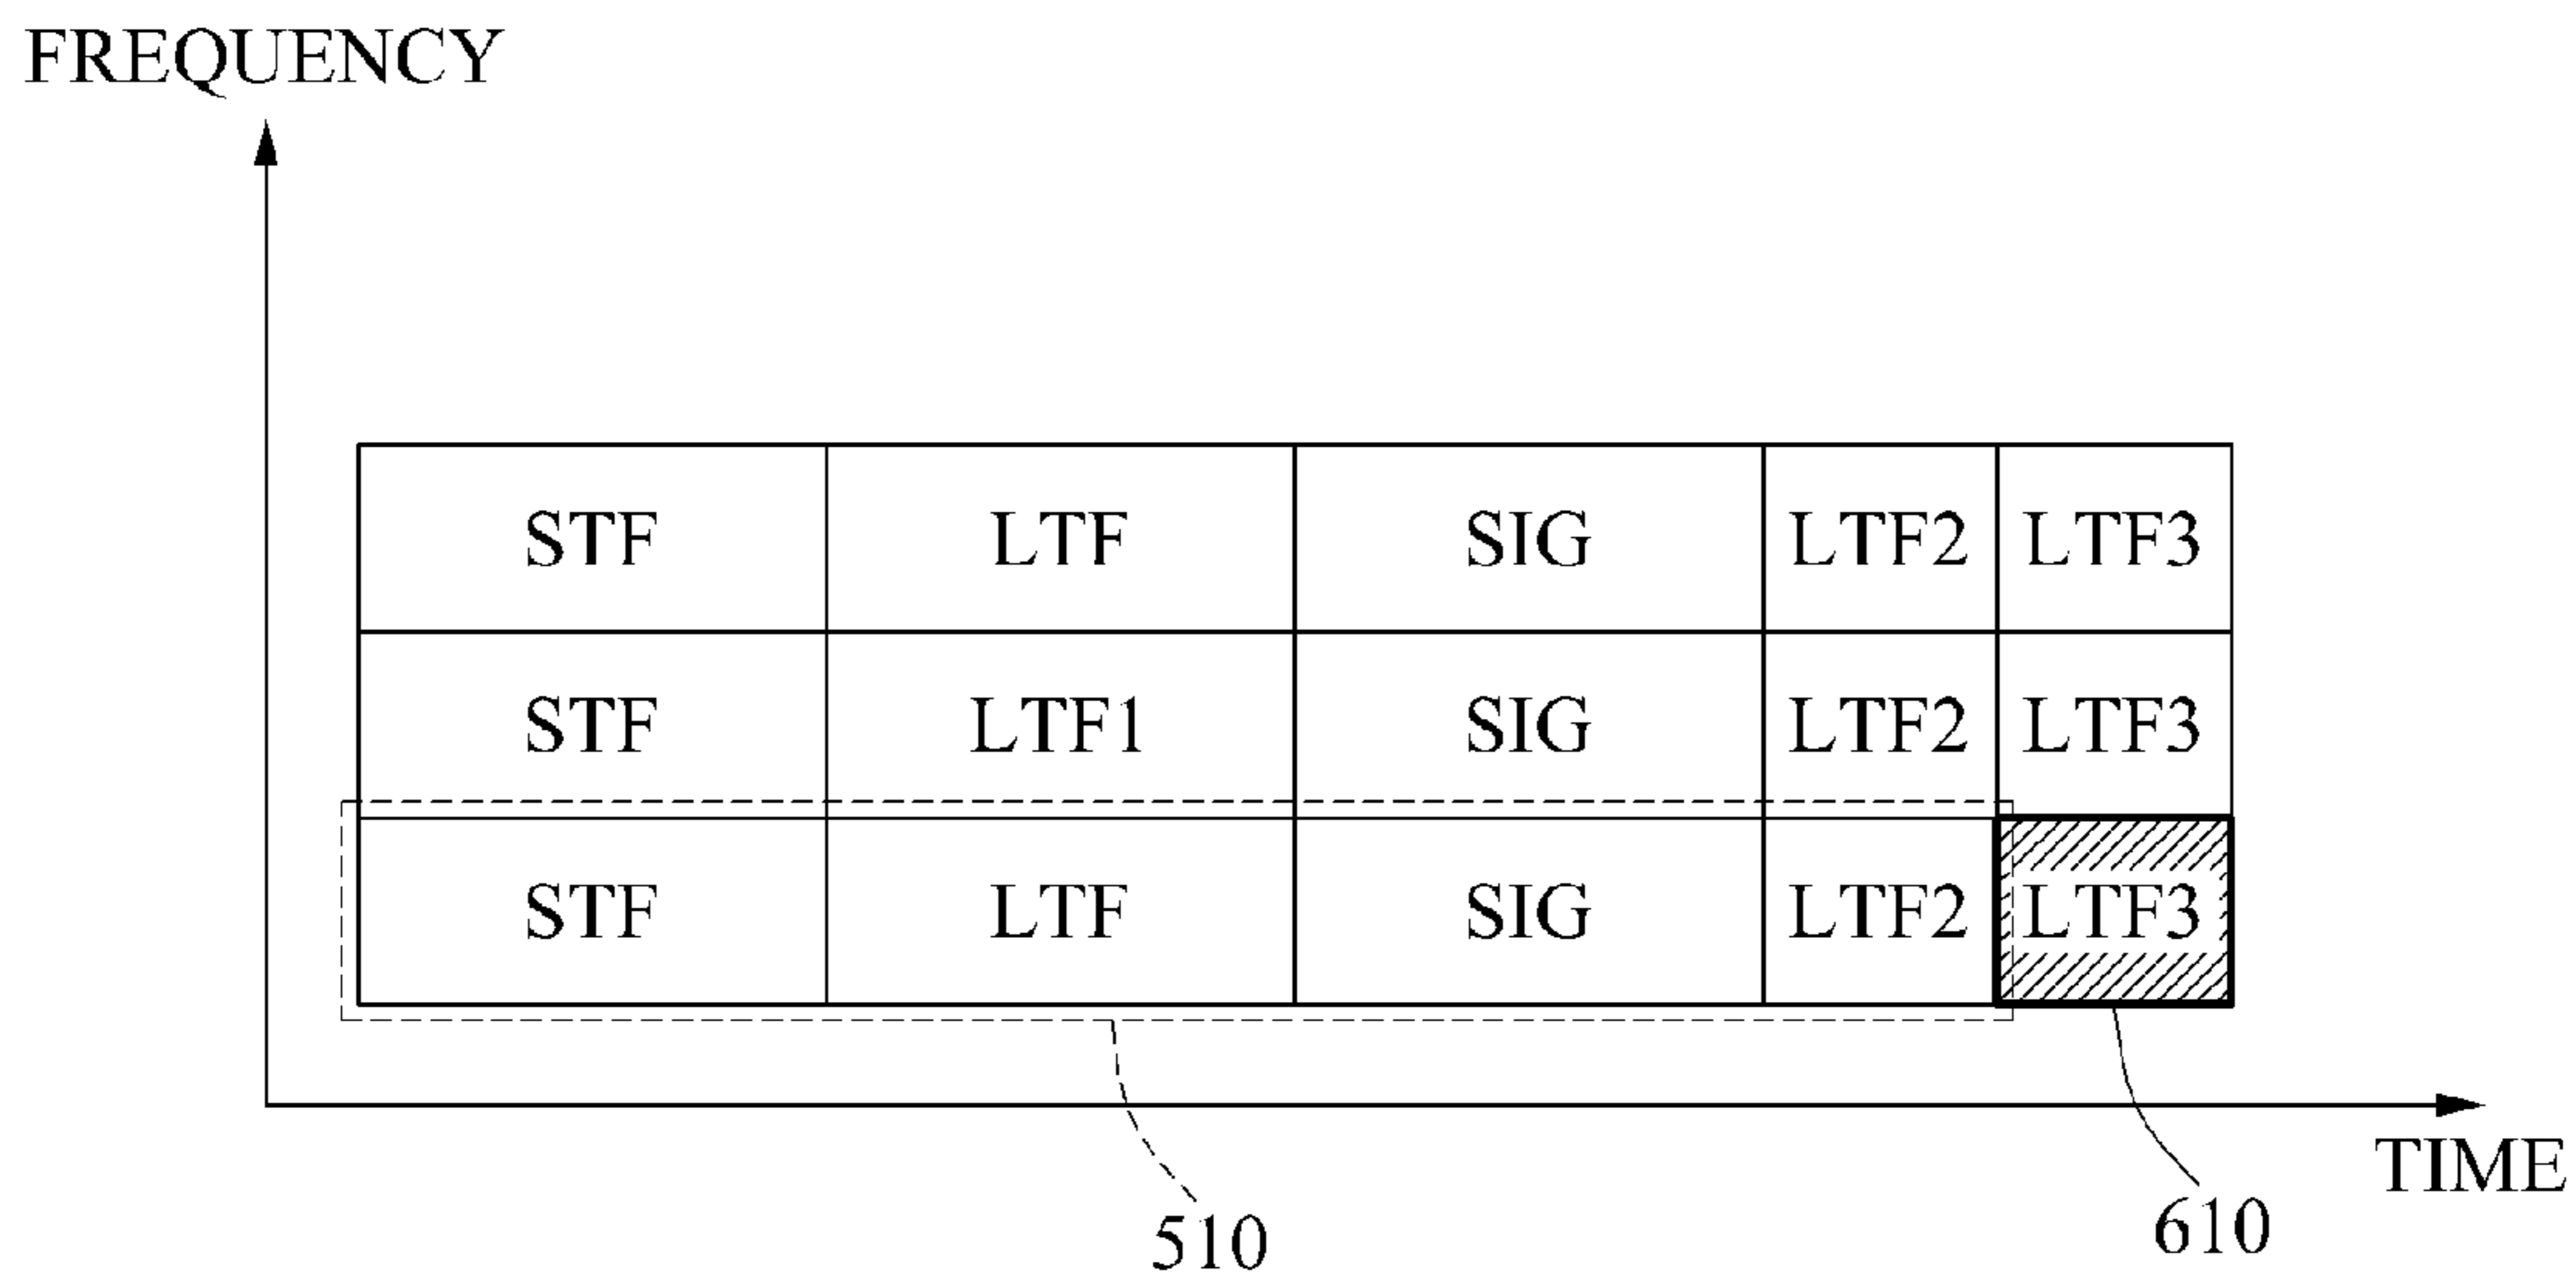 FREQUENCY
STF LTF SIG LTF2 LTF3
STF LTF1 SIG LTF2 LTF3
STF LTF SIG LTF2 LTF3
TIME
510 610